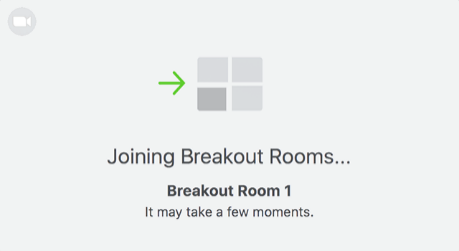 Joining Breakout Rooms...
Breakout Room 1
It may take a few moments.